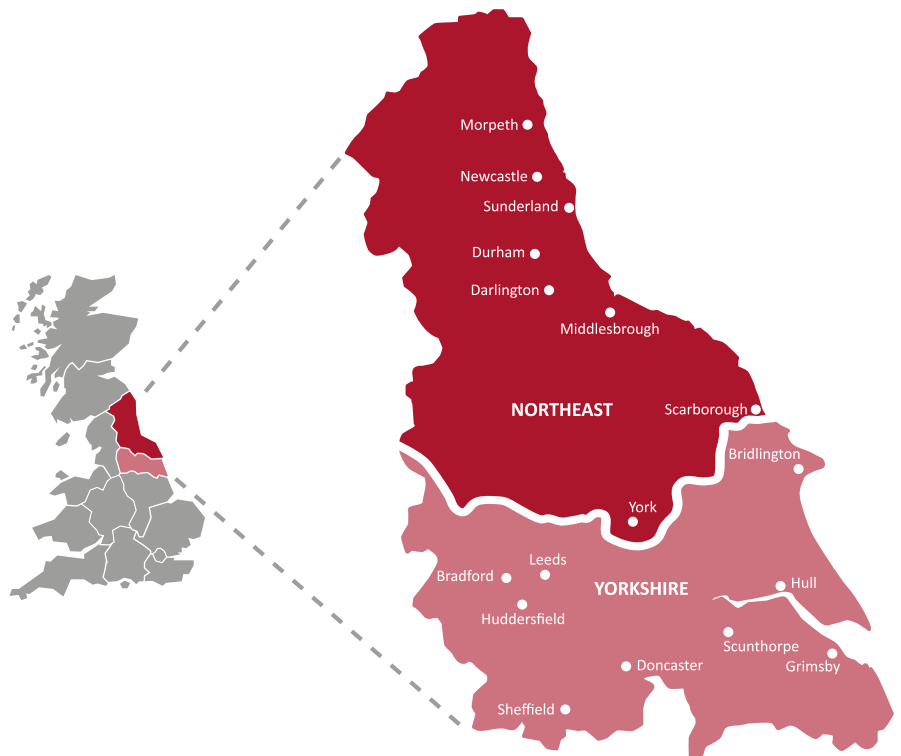 Morpeth
Newcastle
Sunderland
Durham
Darlington
Middlesbrough
NORTHEAST
Scarborough
Bridlington
York
Leeds
Bradford
YORKSHIRE
Hull
Huddersfield
Scunthorpe
Grimsby
Doncaster
Sheffield